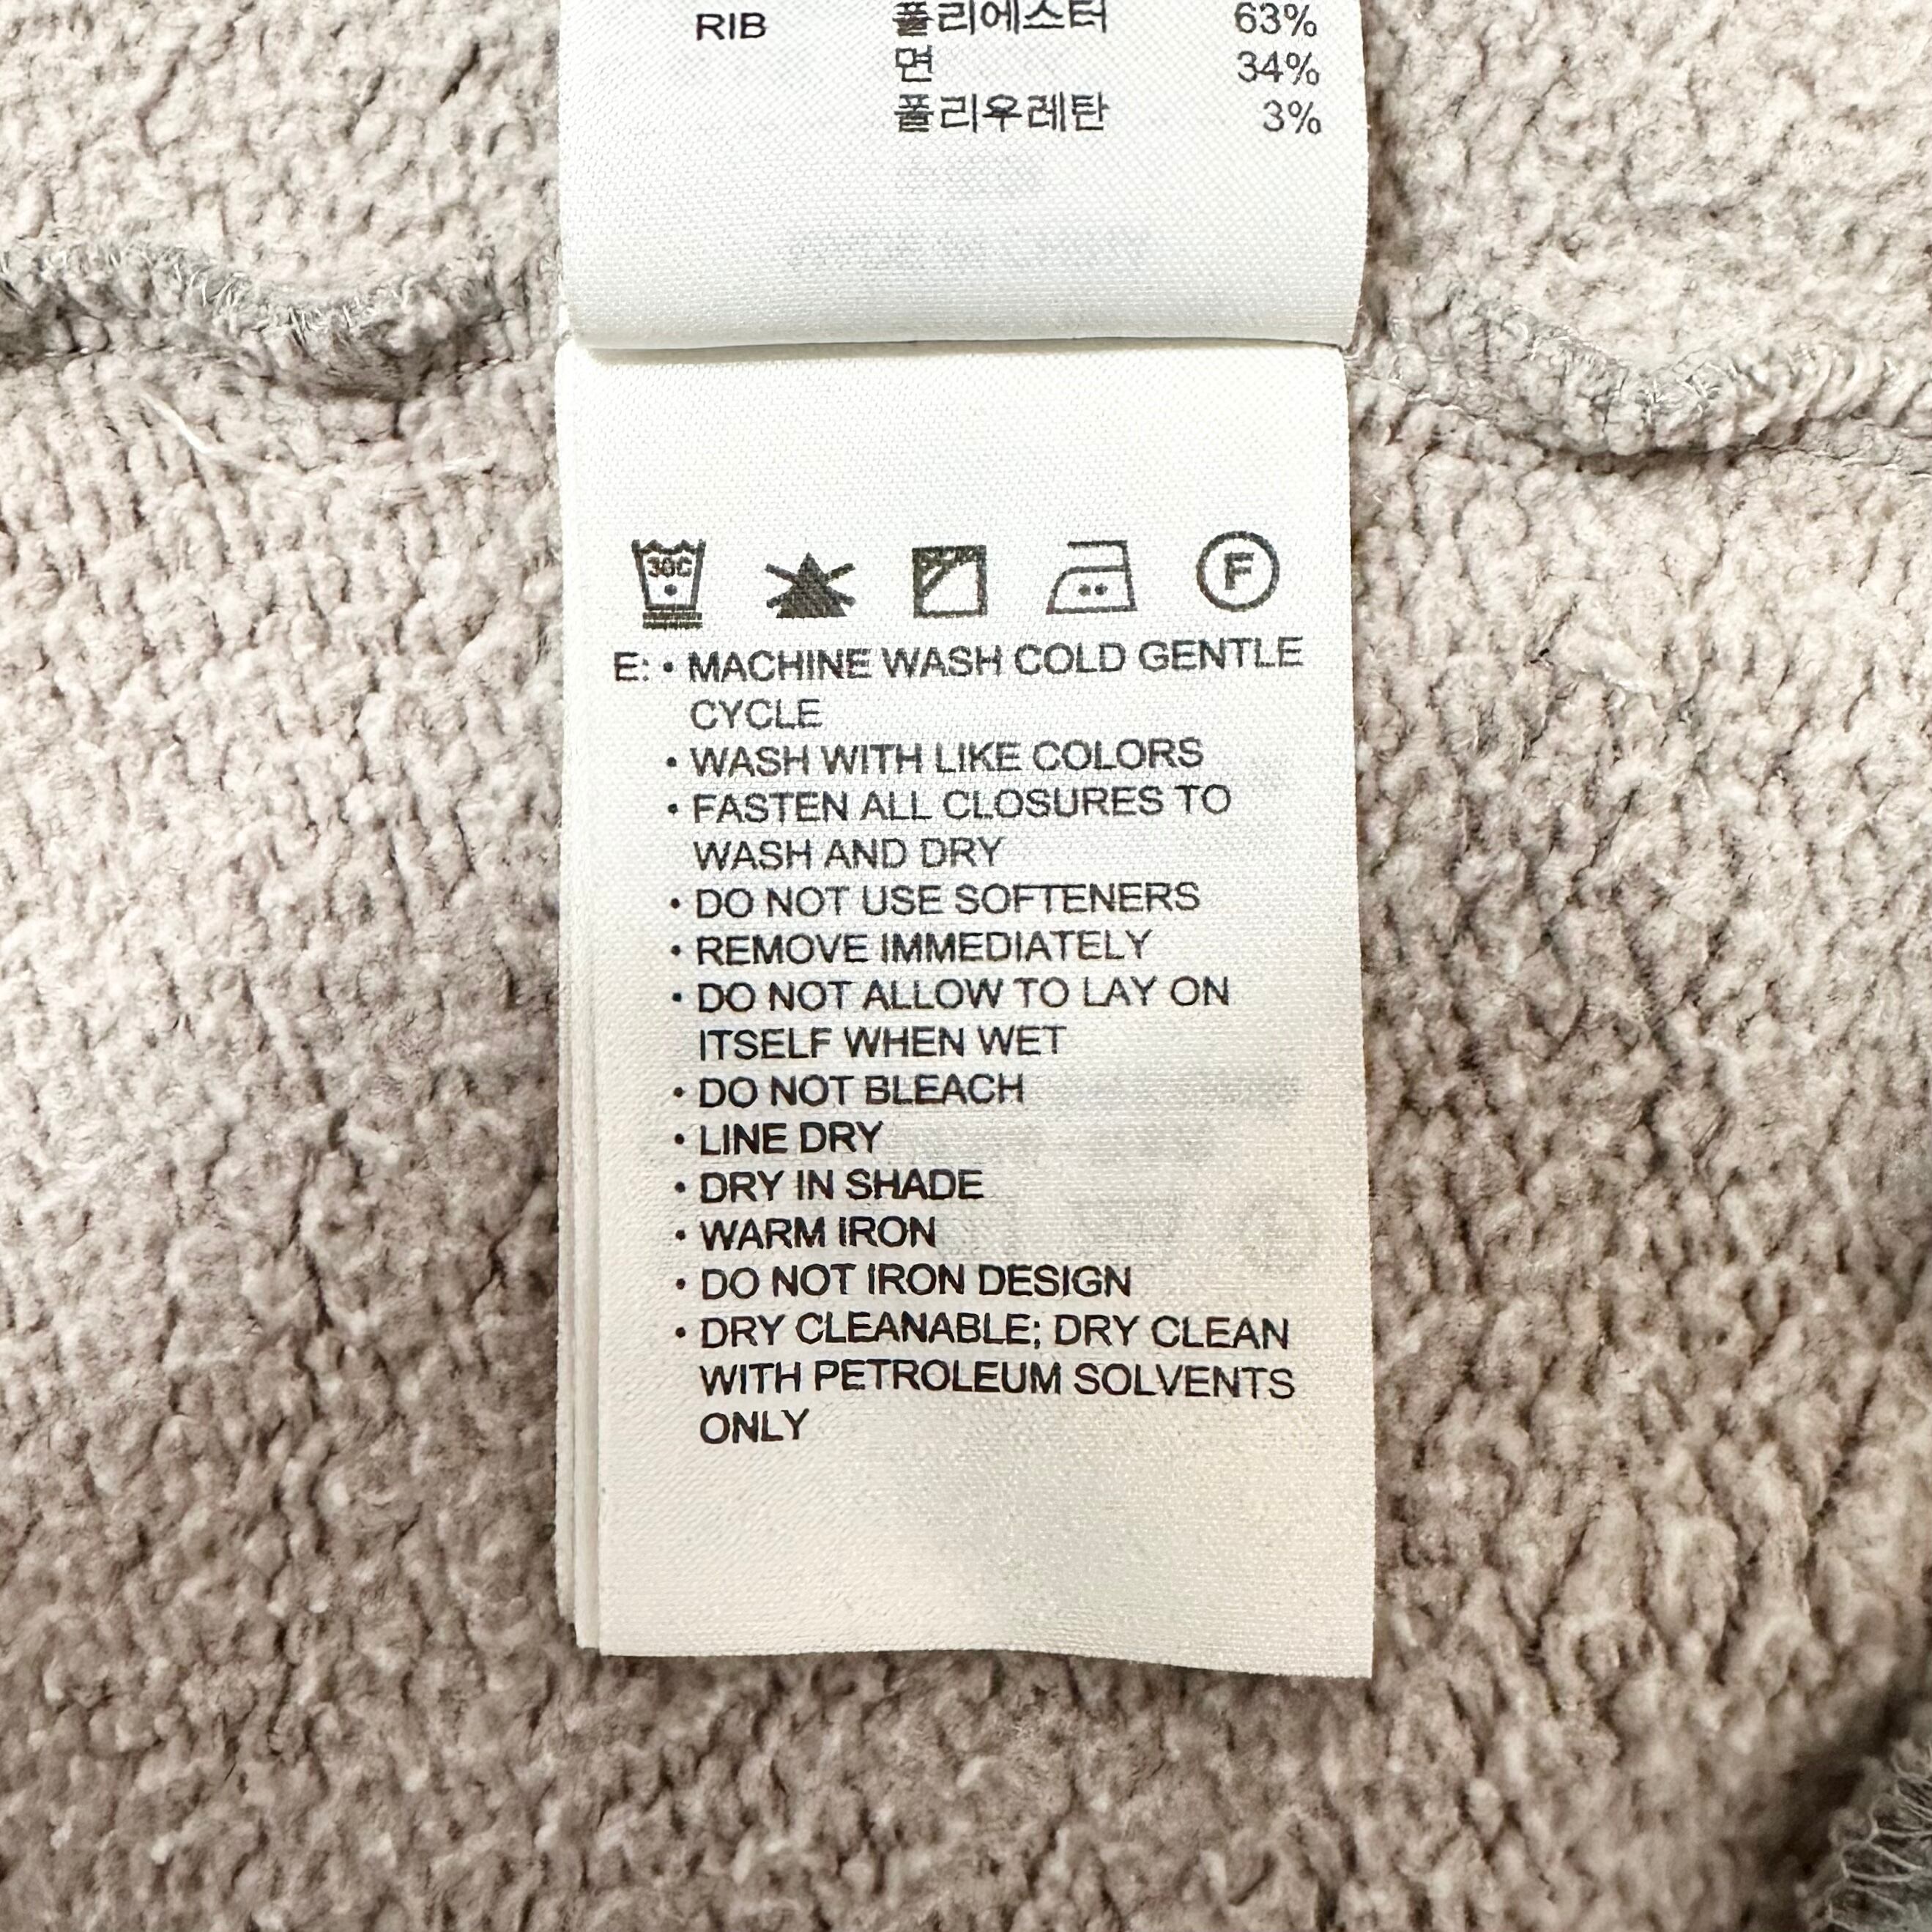 RIB 폴리에스터 63%
면 34%
폴리우레탄 3%
30C
F
E: • MACHINE WASH COLD GENTLE
CYCLE
• WASH WITH LIKE COLORS
• FASTEN ALL CLOSURES TO
WASH AND DRY
• DO NOT USE SOFTENERS
• REMOVE IMMEDIATELY
• DO NOT ALLOW TO LAY ON
ITSELF WHEN WET
• DO NOT BLEACH
• LINE DRY
• DRY IN SHADE
• WARM IRON
• DO NOT IRON DESIGN
• DRY CLEANABLE; DRY CLEAN
WITH PETROLEUM SOLVENTS
ONLY